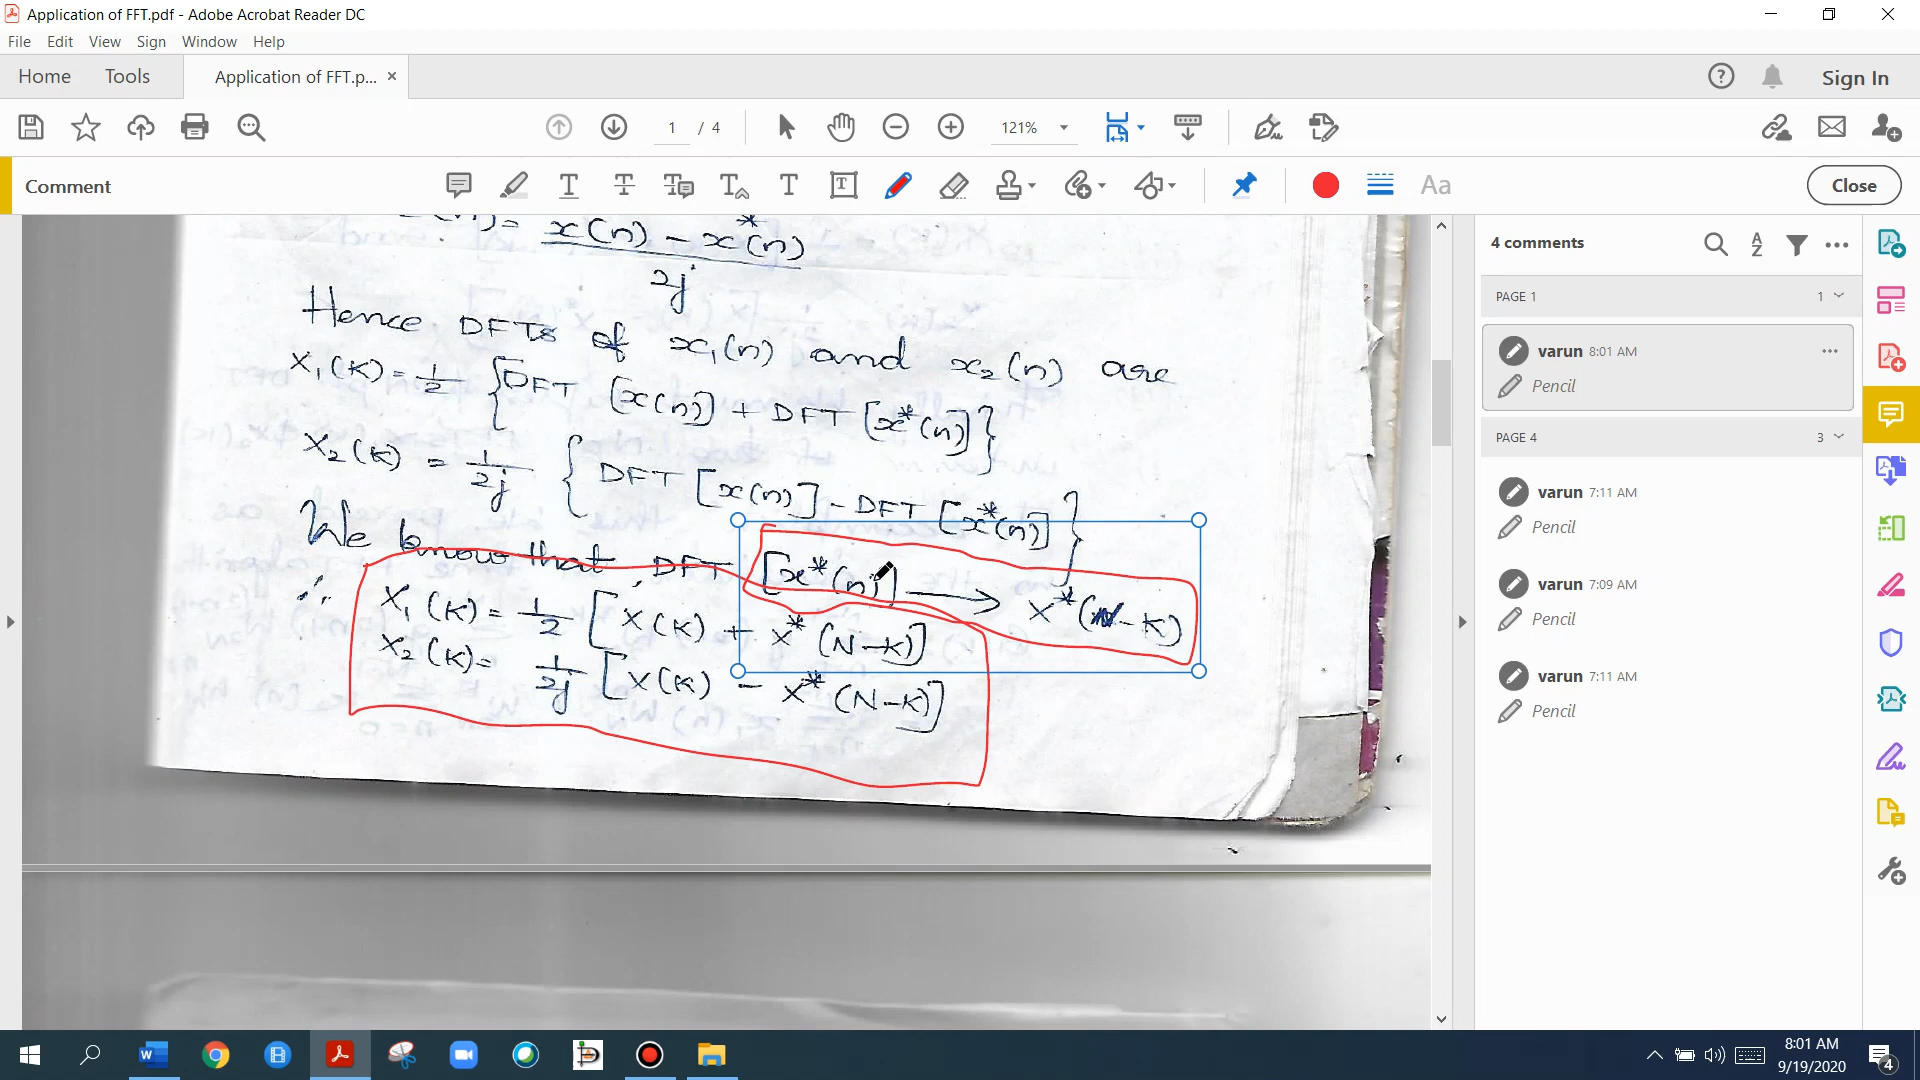 Application of FFT.pdf - Adobe Acrobat Reader DC
File Edit View Sign Window Help
Home Tools Application of FFT.p... × Sign In
1 / 4 121%
Comment Aa Close
= x(n) - x*(n)
2j
Hence DFTs of x₁(n) and x₂(n) are
X₁(K) = 1/2 {DFT [x(n)] + DFT [x*(n)]}
X₂(K) = 1/2j {DFT [x(n)] - DFT [x*(n)]}
We know that, DFT [x*(n)] → X*(N-K)
∴ X₁(K) = 1/2 [X(K) + X*(N-K)]
X₂(K) = 1/2j [X(K) - X*(N-K)]
4 comments
PAGE 1 1
varun 8:01 AM
Pencil
PAGE 4 3
varun 7:11 AM
Pencil
varun 7:09 AM
Pencil
varun 7:11 AM
Pencil
8:01 AM
9/19/2020
4